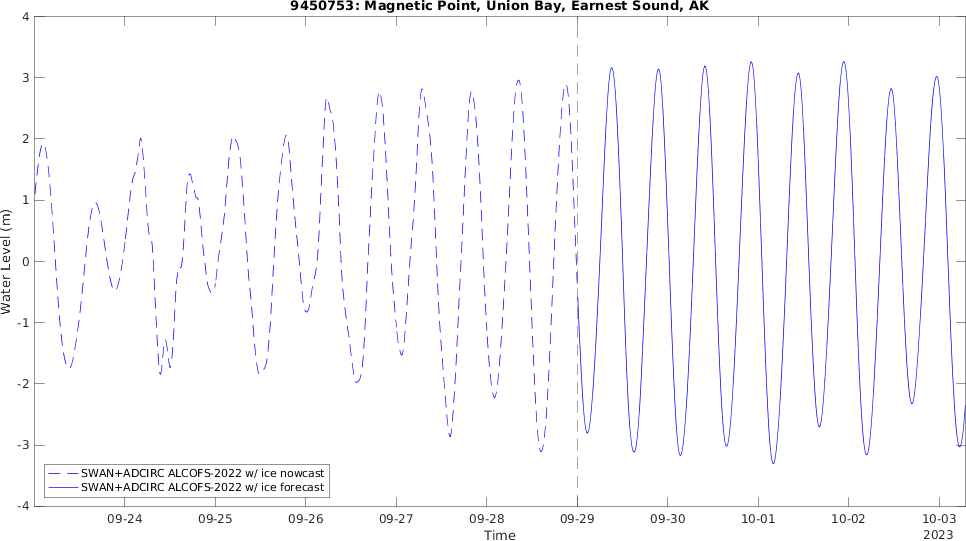 9450753: Magnetic Point, Union Bay, Earnest Sound, AK
4
3
2
1
0
-1
-2
-3
-4
Water Level (m)
SWAN+ADCIRC ALCOFS-2022 w/ ice nowcast
SWAN+ADCIRC ALCOFS-2022 w/ ice forecast
09-24 09-25 09-26 09-27 09-28 09-29 09-30 10-01 10-02 10-03
Time 2023